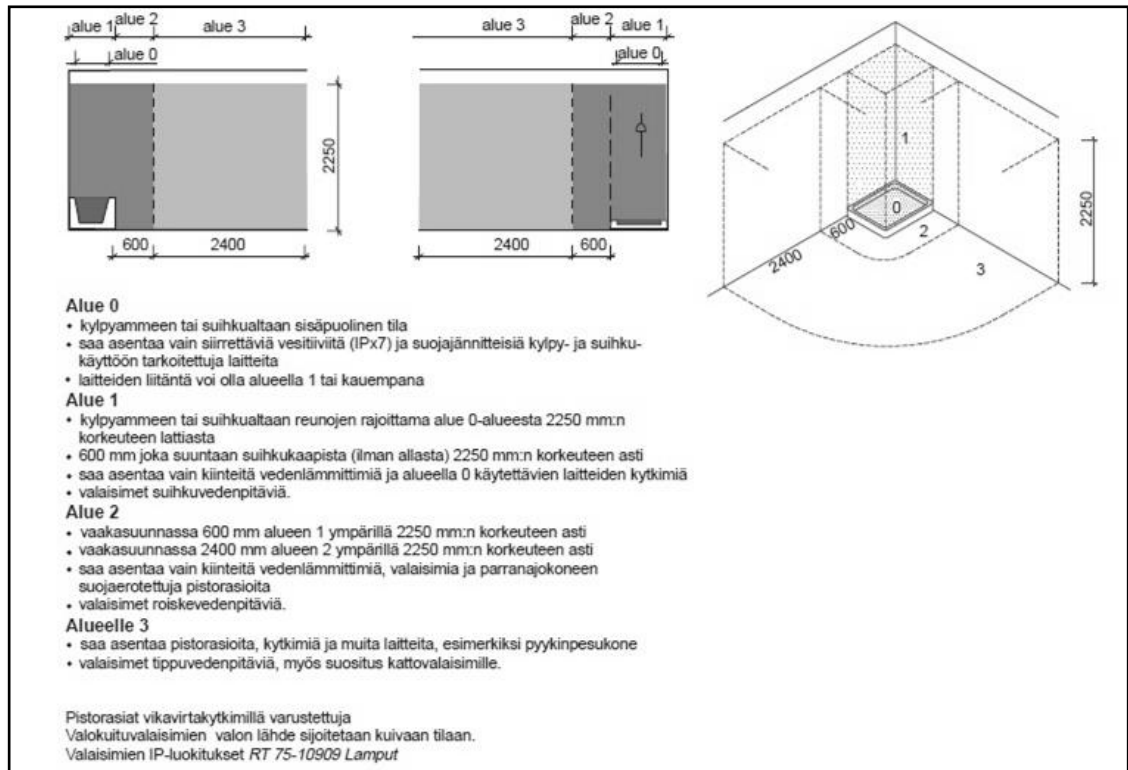 alue 1 alue 2 alue 3
alue 0
2250
600 2400
alue 3 alue 2 alue 1
alue 0
2400 600
1
0
600
2
2400
3
2250
Alue 0
• kylpyammeen tai suihkualtaan sisäpuolinen tila
• saa asentaa vain siirrettäviä vesitiiviitä (IPx7) ja suojajännitteisiä kylpy- ja suihku-
käyttöön tarkoitettuja laitteita
• laitteiden liitäntä voi olla alueella 1 tai kauempana
Alue 1
• kylpyammeen tai suihkualtaan reunojen rajoittama alue 0-alueesta 2250 mm:n
korkeuteen lattiasta
• 600 mm joka suuntaan suihkukaapista (ilman allasta) 2250 mm:n korkeuteen asti
• saa asentaa vain kiinteitä vedenlämmittimiä ja alueella 0 käytettävien laitteiden kytkimiä
• valaisimet suihkuvedenpitäviä.
Alue 2
• vaakasuunnassa 600 mm alueen 1 ympärillä 2250 mm:n korkeuteen asti
• vaakasuunnassa 2400 mm alueen 2 ympärillä 2250 mm:n korkeuteen asti
• saa asentaa vain kiinteitä vedenlämmittimiä, valaisimia ja parranajokoneen
suojaerotettuja pistorasioita
• valaisimet roiskevedenpitäviä.
Alueelle 3
• saa asentaa pistorasioita, kytkimiä ja muita laitteita, esimerkiksi pyykinpesukone
• valaisimet tippuvedenpitäviä, myös suositus kattovalaisimille.
Pistorasiat vikavirtakytkimillä varustettuja
Valokuituvalaisimien valon lähde sijoitetaan kuivaan tilaan.
Valaisimien IP-luokitukset RT 75-10909 Lamput